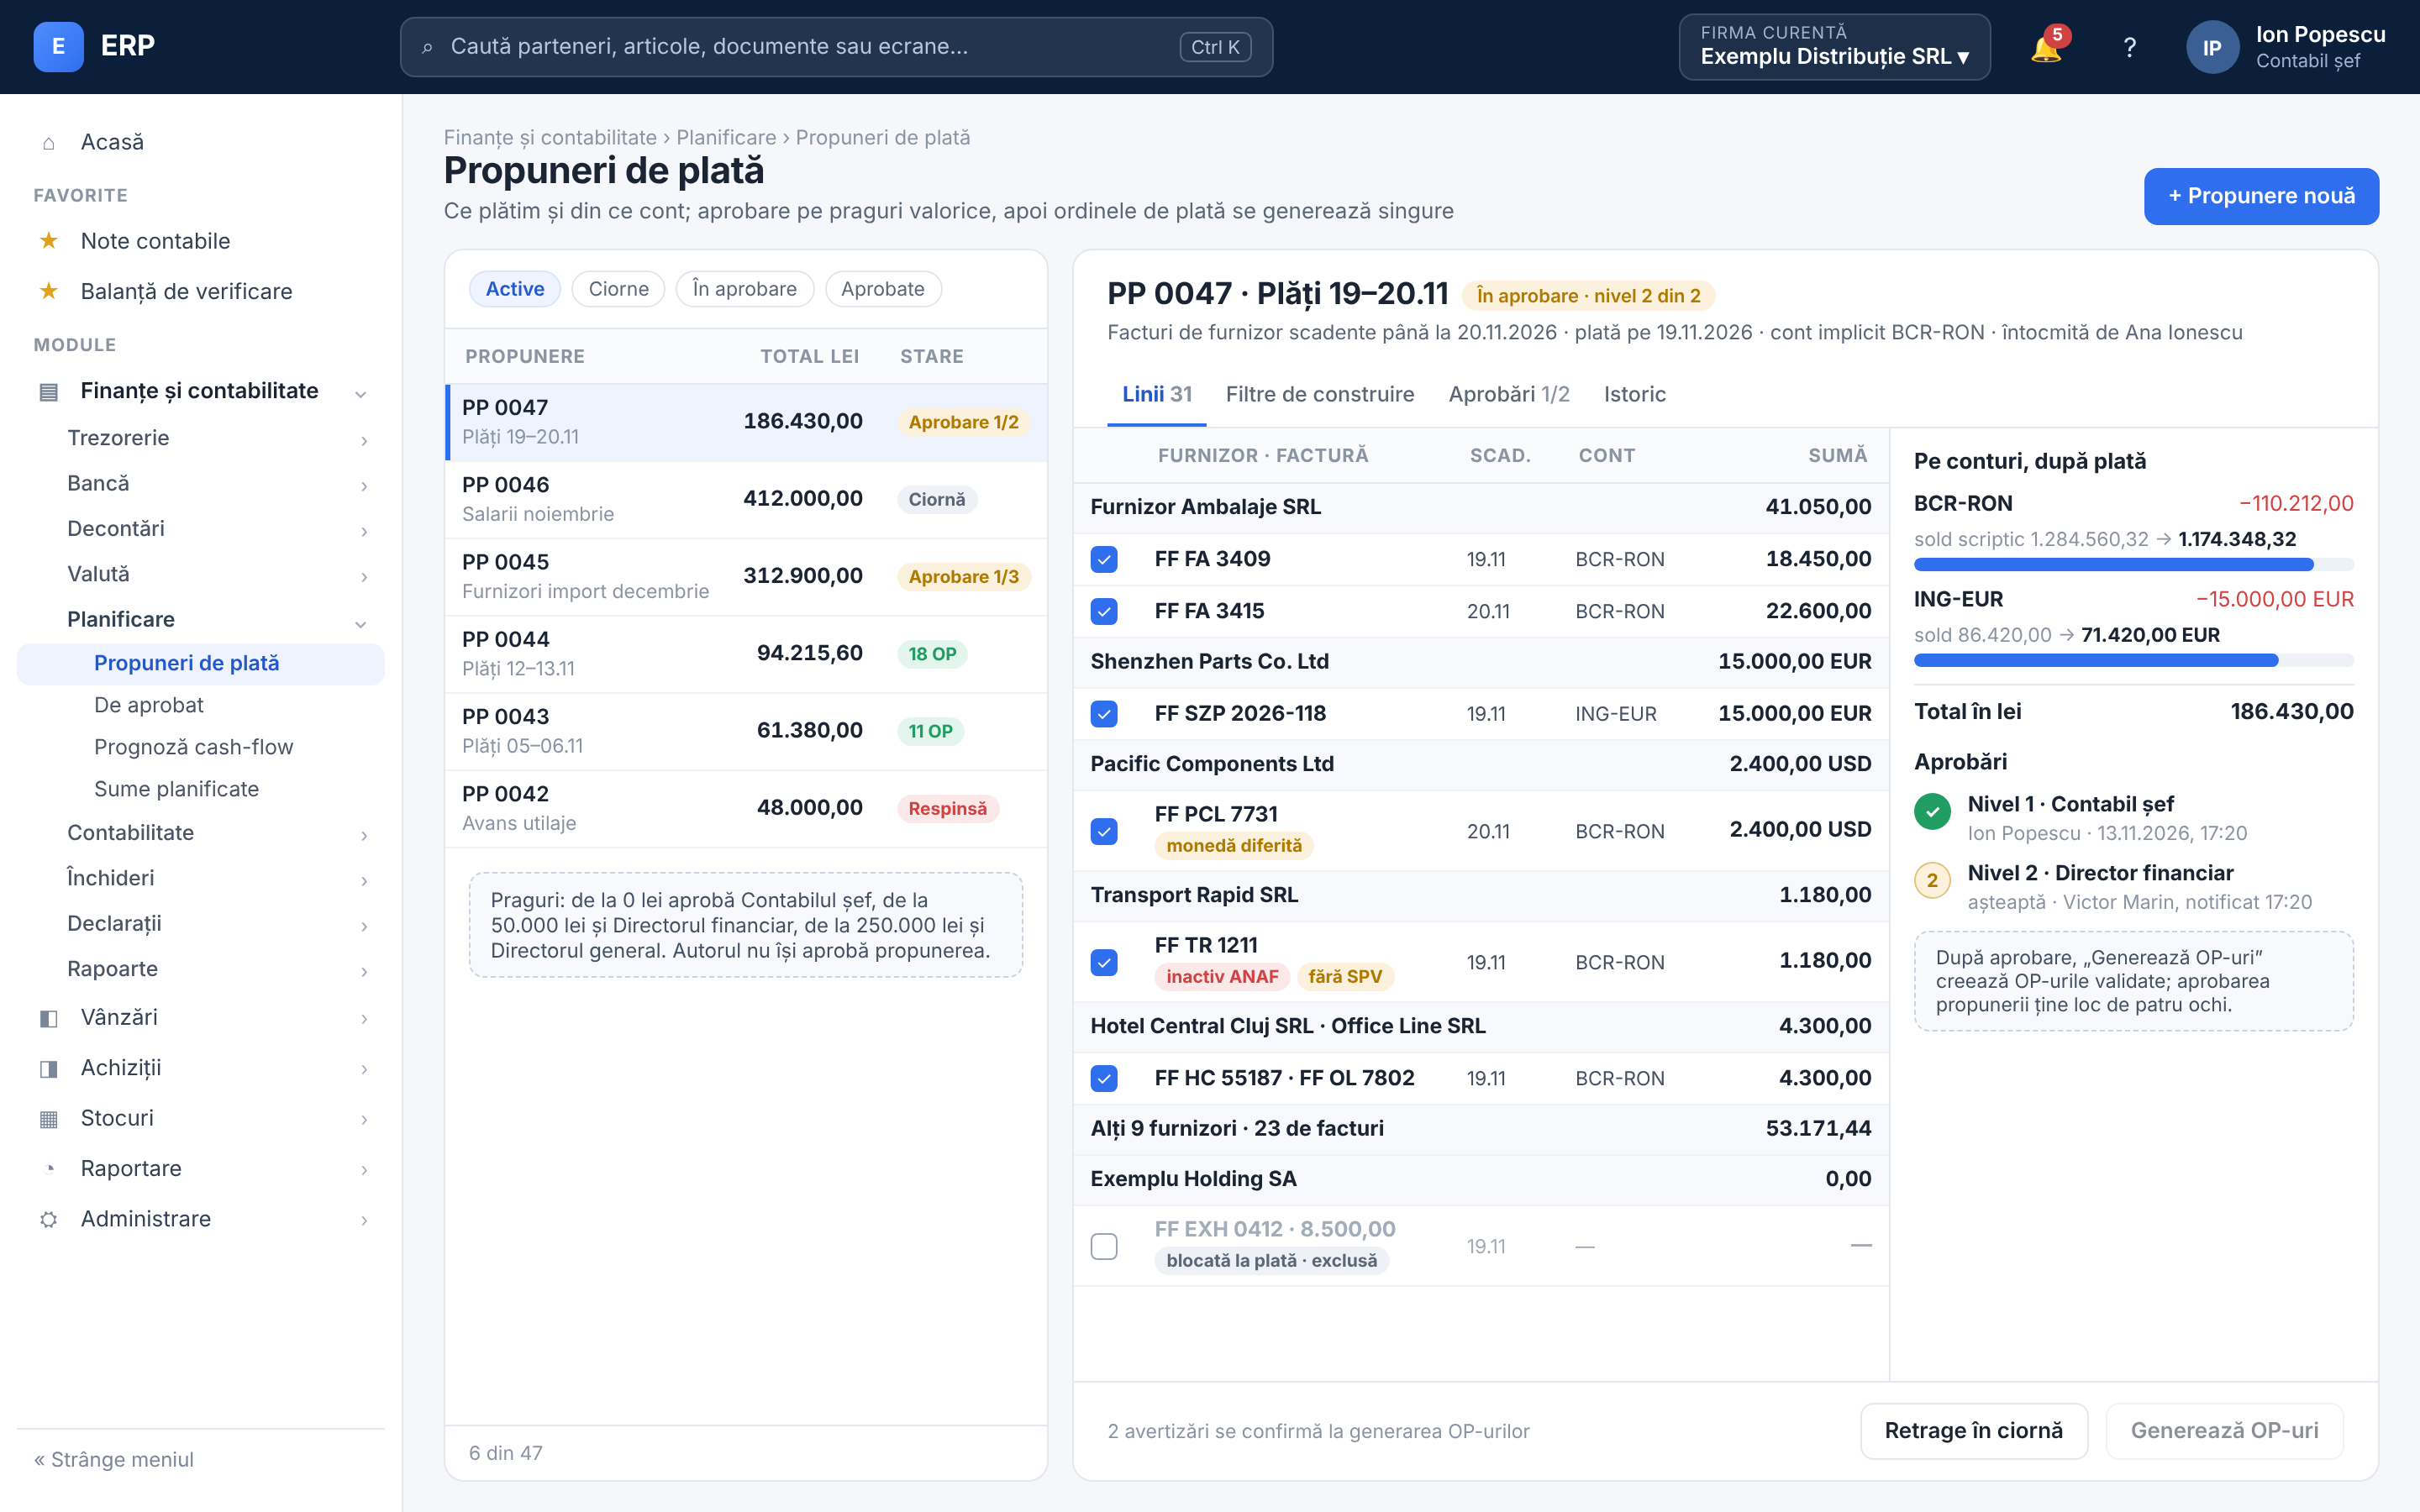 E ERP
Caută parteneri, articole, documente sau ecrane... Ctrl K
FIRMA CURENTĂ
Exemplu Distribuție SRL ▾
5
?
IP
Ion Popescu
Contabil șef
Acasă
FAVORITE
★ Note contabile
★ Balanță de verificare
MODULE
Finanțe și contabilitate
Trezorerie ›
Bancă ›
Decontări ›
Valută ›
Planificare
Propuneri de plată
De aprobat
Prognoză cash-flow
Sume planificate
Contabilitate ›
Închideri ›
Declarații ›
Rapoarte ›
Vânzări ›
Achiziții ›
Stocuri ›
Raportare ›
Administrare ›
« Strânge meniul
Finanțe și contabilitate › Planificare › Propuneri de plată
Propuneri de plată
Ce plătim și din ce cont; aprobare pe praguri valorice, apoi ordinele de plată se generează singure
+ Propunere nouă
Active Ciorne În aprobare Aprobate
PROPUNERE TOTAL LEI STARE
PP 0047 186.430,00 Aprobare 1/2
Plăți 19–20.11
PP 0046 412.000,00 Ciornă
Salarii noiembrie
PP 0045 312.900,00 Aprobare 1/3
Furnizori import decembrie
PP 0044 94.215,60 18 OP
Plăți 12–13.11
PP 0043 61.380,00 11 OP
Plăți 05–06.11
PP 0042 48.000,00 Respinsă
Avans utilaje
Praguri: de la 0 lei aprobă Contabilul șef, de la
50.000 lei și Directorul financiar, de la 250.000 lei și
Directorul general. Autorul nu își aprobă propunerea.
6 din 47
PP 0047 · Plăți 19–20.11 În aprobare · nivel 2 din 2
Facturi de furnizor scadente până la 20.11.2026 · plată pe 19.11.2026 · cont implicit BCR-RON · întocmită de Ana Ionescu
Linii 31 Filtre de construire Aprobări 1/2 Istoric
FURNIZOR · FACTURĂ SCAD. CONT SUMĂ
Furnizor Ambalaje SRL 41.050,00
FF FA 3409 19.11 BCR-RON 18.450,00
FF FA 3415 20.11 BCR-RON 22.600,00
Shenzhen Parts Co. Ltd 15.000,00 EUR
FF SZP 2026-118 19.11 ING-EUR 15.000,00 EUR
Pacific Components Ltd 2.400,00 USD
FF PCL 7731 20.11 BCR-RON 2.400,00 USD
monedă diferită
Transport Rapid SRL 1.180,00
FF TR 1211 19.11 BCR-RON 1.180,00
inactiv ANAF fără SPV
Hotel Central Cluj SRL · Office Line SRL 4.300,00
FF HC 55187 · FF OL 7802 19.11 BCR-RON 4.300,00
Alți 9 furnizori · 23 de facturi 53.171,44
Exemplu Holding SA 0,00
FF EXH 0412 · 8.500,00 19.11 — —
blocată la plată · exclusă
Pe conturi, după plată
BCR-RON −110.212,00
sold scriptic 1.284.560,32 → 1.174.348,32
ING-EUR −15.000,00 EUR
sold 86.420,00 → 71.420,00 EUR
Total în lei 186.430,00
Aprobări
Nivel 1 · Contabil șef
Ion Popescu · 13.11.2026, 17:20
2 Nivel 2 · Director financiar
așteaptă · Victor Marin, notificat 17:20
După aprobare, „Generează OP-uri”
creează OP-urile validate; aprobarea
propunerii ține loc de patru ochi.
2 avertizări se confirmă la generarea OP-urilor
Retrage în ciornă Generează OP-uri